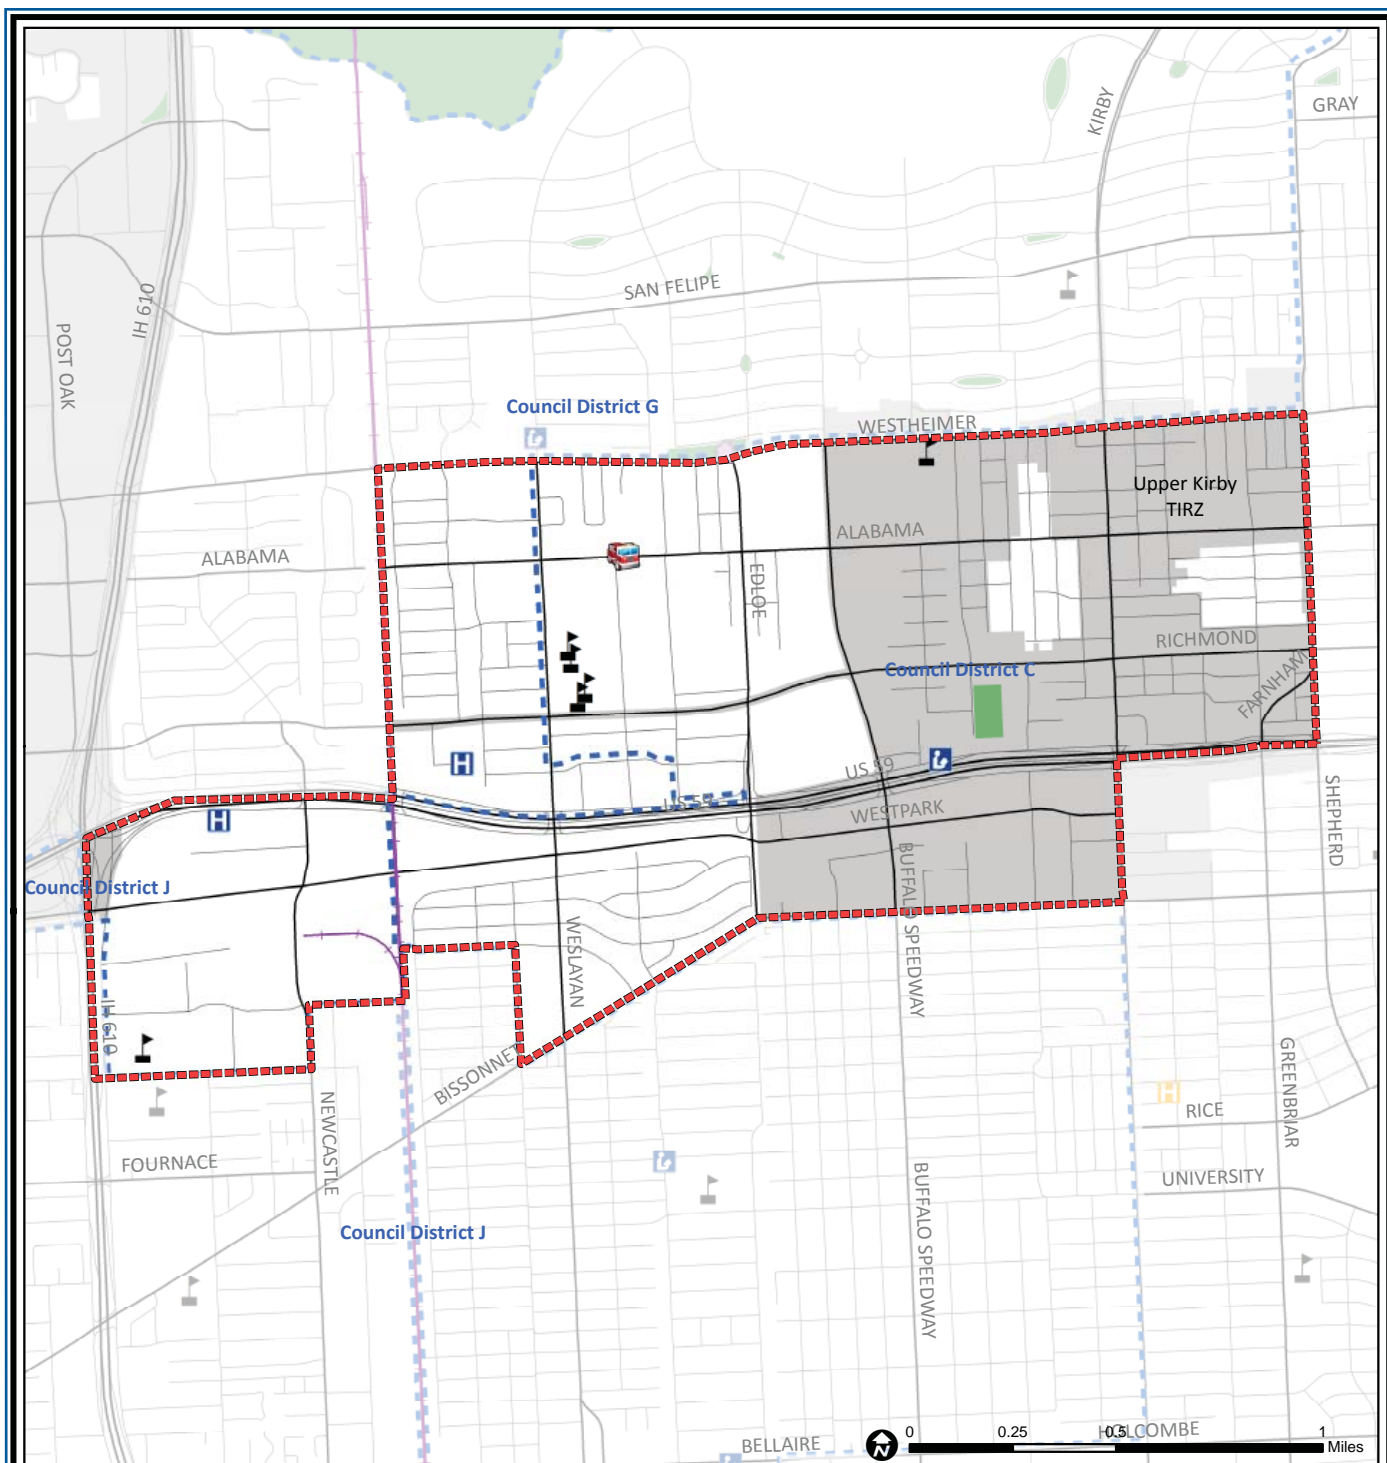 GRAY
KIRBY
IH 610
SAN FELIPE
POST OAK
Council District G
WESTHEIMER
Upper Kirby
TIRZ
ALABAMA
ALABAMA
EDLOE
RICHMOND
Council District C
FARNHAM
US 59
US 59
WESTPARK
SHEPHERD
Council District J
BUFFALO SPEEDWAY
WESLAYAN
IH 610
BISSONNET
GREENBRIAR
H
H
H
RICE
NEWCASTLE
FOURNACE
UNIVERSITY
BUFFALO SPEEDWAY
Council District J
HOLCOMBE
BELLAIRE
N
0 0.25 0.5 1
Miles